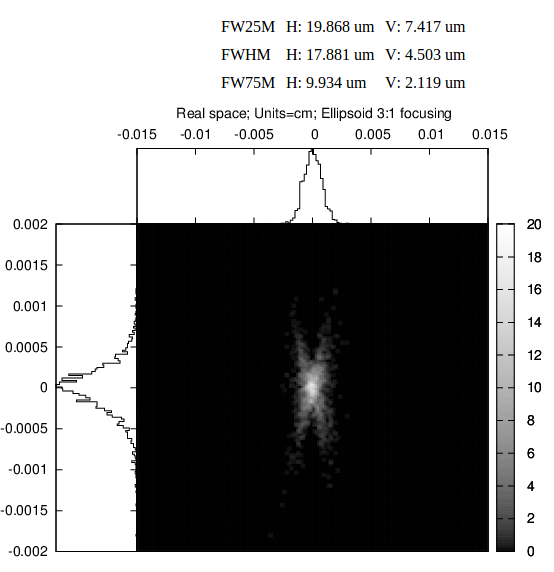 FW25M H: 19.868 um V: 7.417 um
FWHM H: 17.881 um V: 4.503 um
FW75M H: 9.934 um V: 2.119 um
Real space; Units=cm; Ellipsoid 3:1 focusing
-0.015 -0.01 -0.005 0 0.005 0.01 0.015
0.002 20
0.0015 18
0.001 16
0.0005 14
0 12
-0.0005 10
-0.001 8
-0.0015 6
-0.002 4
2
0